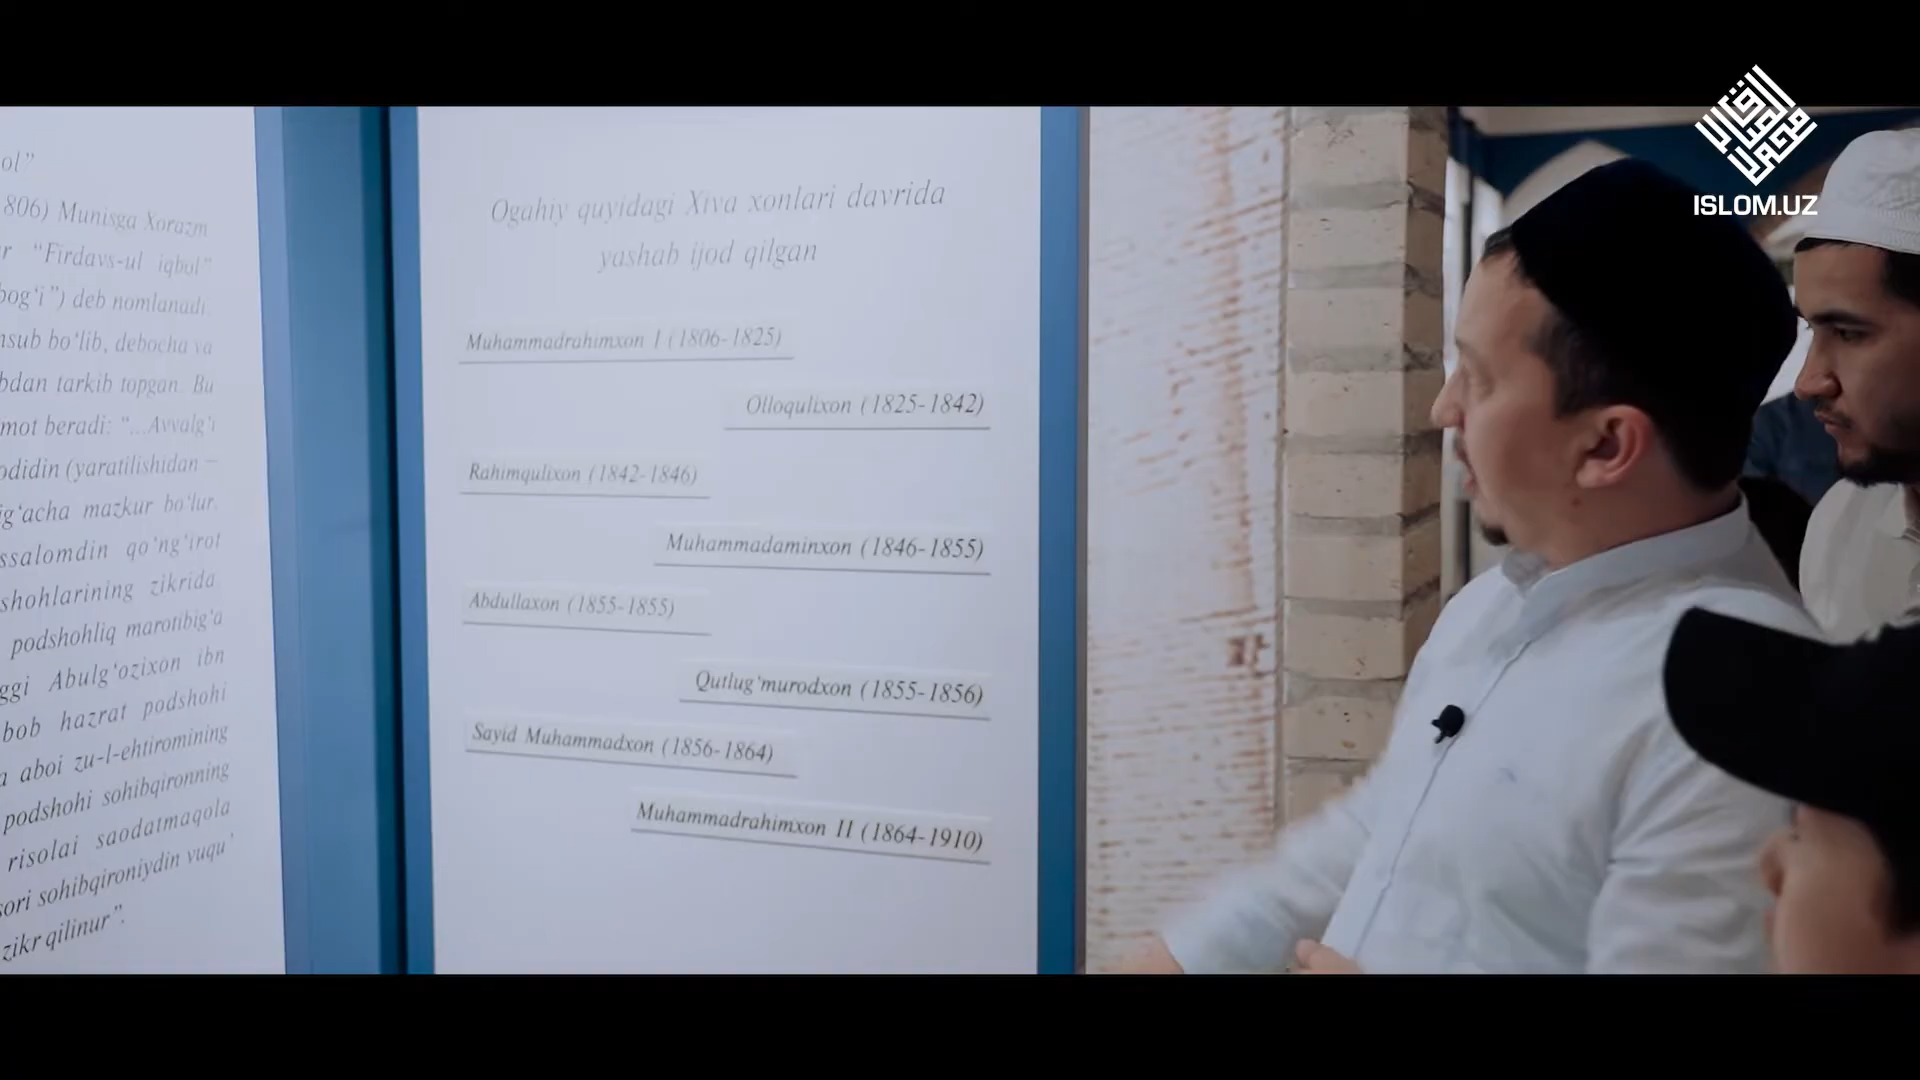 ol”
806) Munisga Xorazm
r “Firdavs-ul iqbol”
bog‘i”) deb nomlanadi.
nsub bo‘lib, debocha va
bdan tarkib topgan. Bu
mot beradi: “...Avvalg‘i
odidin (yaratilishidan –
ig‘acha mazkur bo‘lur.
ssalomdin qo‘ng‘irot
shohlarining zikrida.
podshohliq marotibig‘a
ggi Abulg‘ozixon ibn
bob hazrat podshohi
a aboi zu-l-ehtiromining
podshohi sohibqironning
risolai saodatmaqola
sori sohibqironiydin vuqu’
zikr qilinur”.
Ogahiy quyidagi Xiva xonlari davrida
yashab ijod qilgan
Muhammadrahimxon I (1806-1825)
Olloqulixon (1825-1842)
Rahimqulixon (1842-1846)
Muhammadaminxon (1846-1855)
Abdullaxon (1855-1855)
Qutlug‘murodxon (1855-1856)
Sayid Muhammadxon (1856-1864)
Muhammadrahimxon II (1864-1910)
ISLOM.UZ